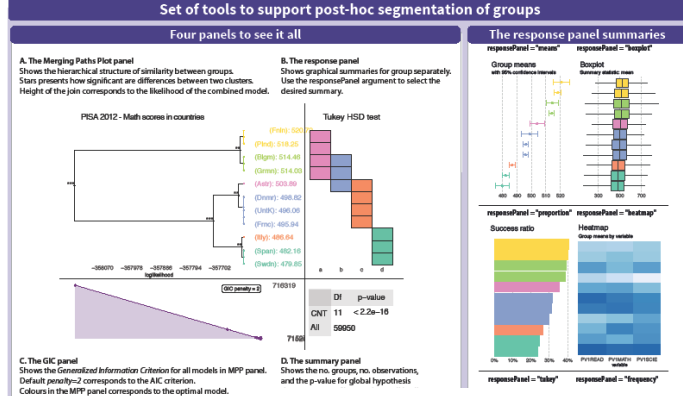 Set of tools to support post-hoc segmentation of groups
Four panels to see it all
A. The Merging Paths Plot panel
Shows the hierarchical structure of similarity between groups.
Stars presents how significant are differences between two clusters.
Height of the join corresponds to the likelihood of the combined model.
B. The response panel
Shows graphical summaries for group separately.
Use the responsePanel argument to select the
desired summary.
PISA 2012 - Math scores in countries
Tukey HSD test
(Plnd): 518.25
(Blgm): 514.46
(Grmn): 514.03
(Astr): 503.89
(Dnmr): 498.82
(UntK): 496.06
(Frnc): 495.94
(Ity): 486.64
(Span): 482.16
(Swdn): 479.85
−358070 −357978 −357886 −357794 −357702
loglikelihood
a b c d
GIC penalty = 2
716319
Df p-value
CNT 11 <2.2e−16
All 59950
C. The GIC panel
Shows the Generalized Information Criterion for all models in MPP panel.
Default penalty=2 corresponds to the AIC criterion.
Colours in the MPP panel corresponds to the optimal model.
D. The summary panel
Shows the no. groups, no. observations,
and the p-value for global hypothesis
The response panel summaries
responsePanel = "means" responsePanel = "boxplot"
Group means
with 95% confidence intervals
Boxplot
Summary statistic: mean
460 480 500 520
300 500 700
responsePanel = "proportion" responsePanel = "heatmap"
Success ratio
Heatmap
Group means by variable
0% 10% 20% 30% 40%
PV1READ PV1MATH PV1SCIE
variable
responsePanel = "tukey" responsePanel = "frequency"